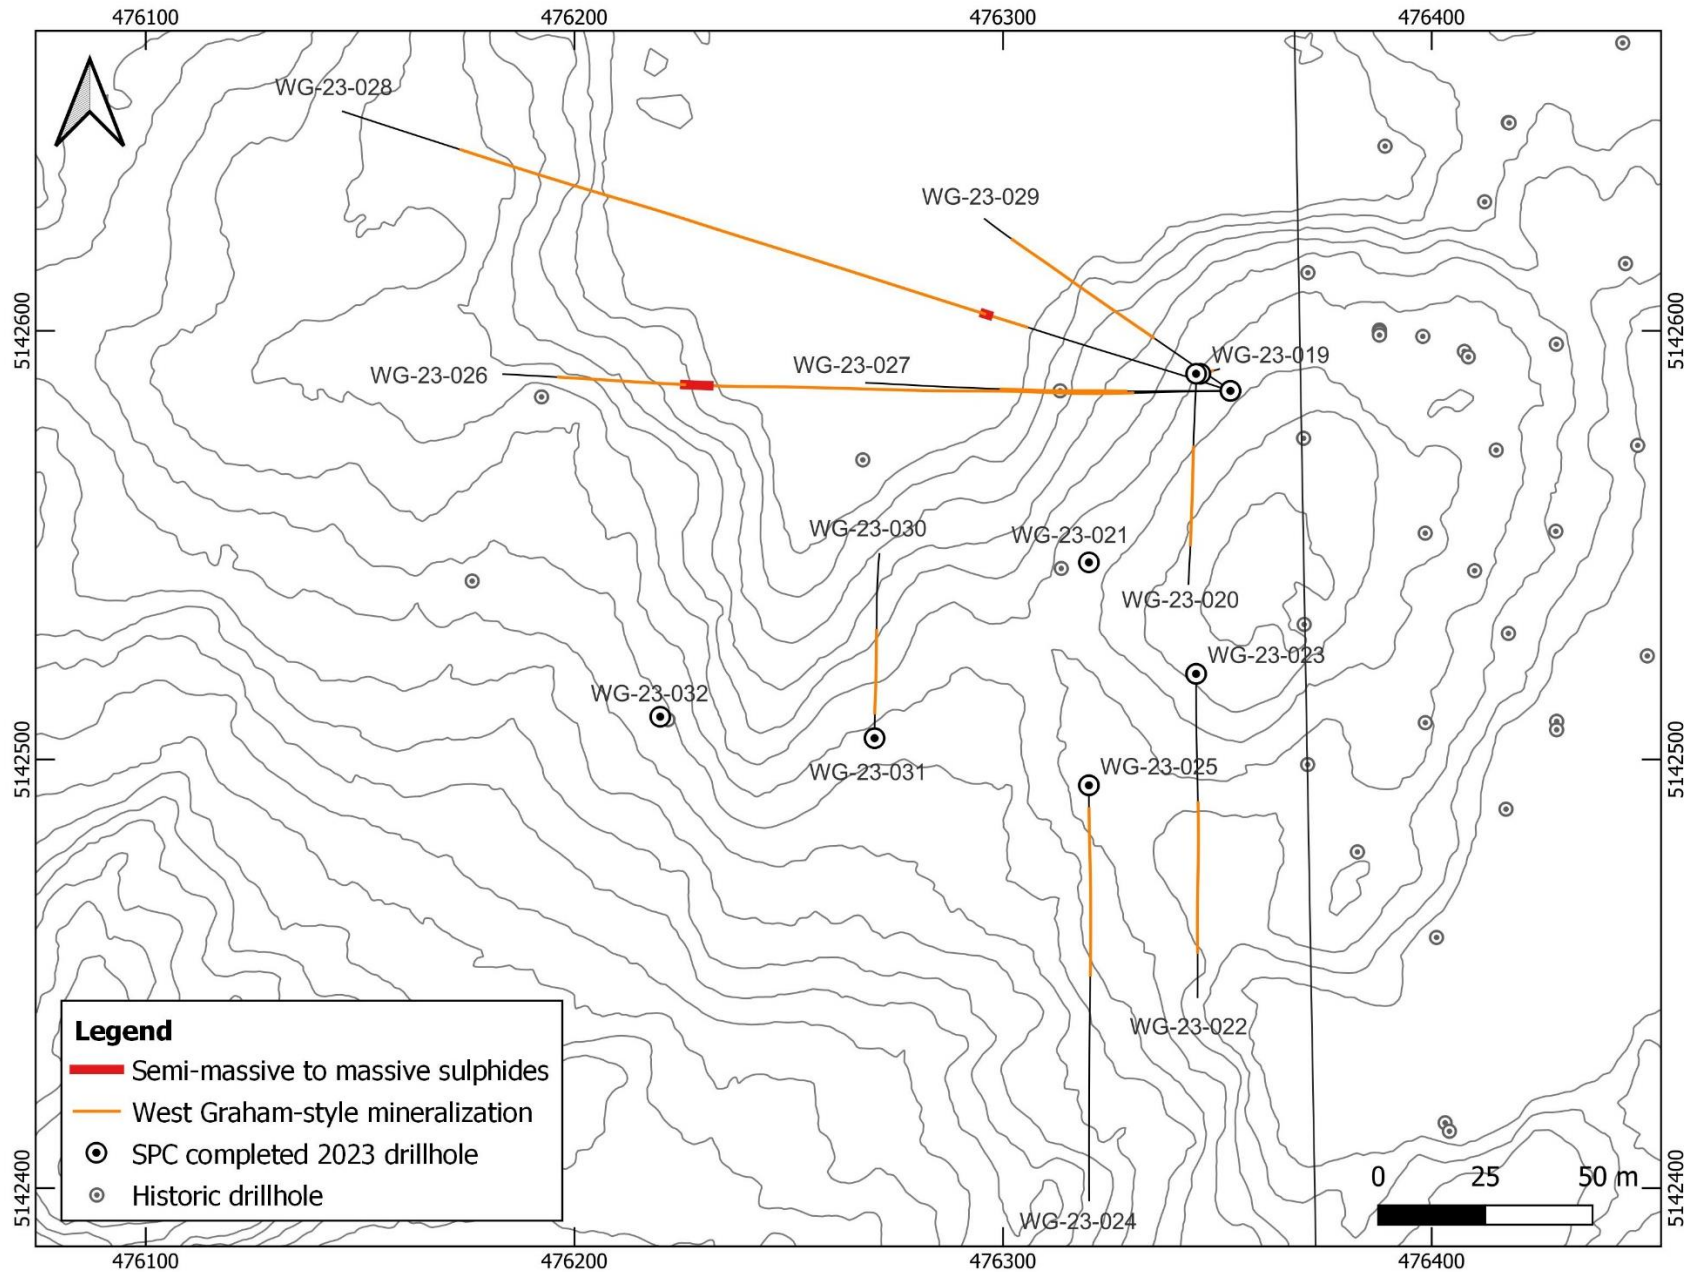 476100
476200
476300
476400
WG-23-028
WG-23-029
5142600
5142600
WG-23-019
WG-23-027
WG-23-026
WG-23-030
WG-23-021
WG-23-020
WG-23-023
WG-23-032
5142500
5142500
WG-23-025
WG-23-031
WG-23-022
Legend
Semi-massive to massive sulphides
West Graham-style mineralization
SPC completed 2023 drillhole
Historic drillhole
5142400
5142400
0 25 50 m
WG-23-024
476100
476200
476300
476400